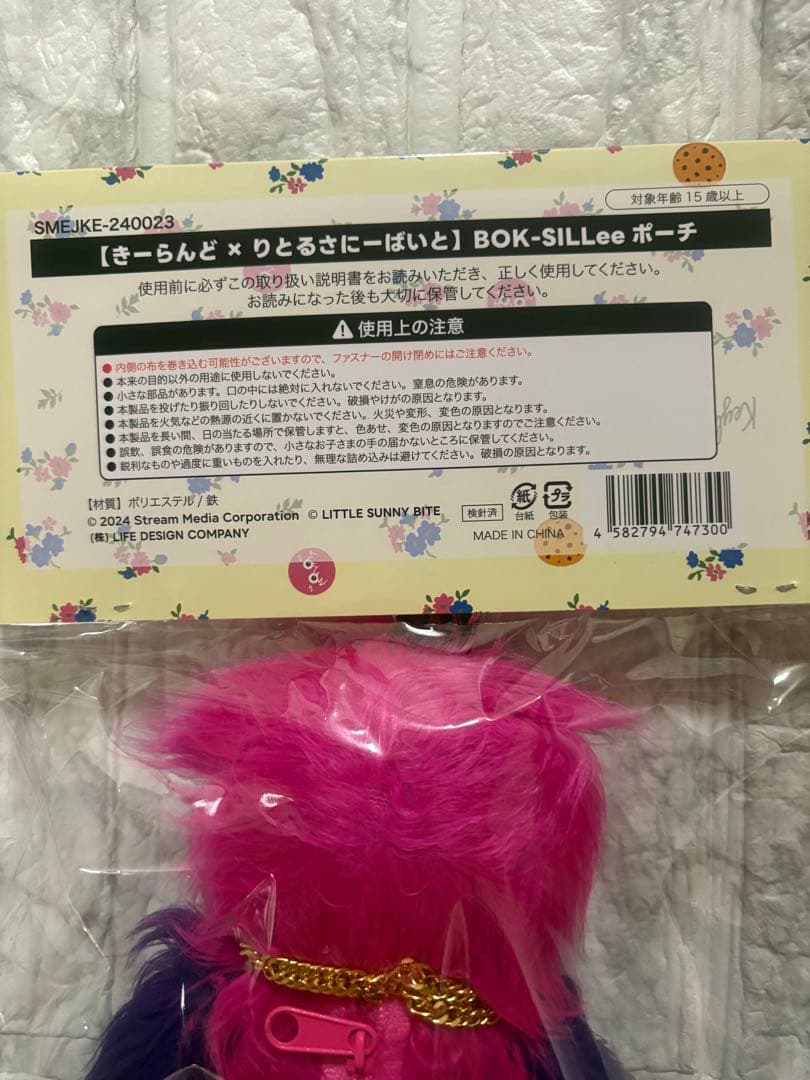 対象年齢15歳以上
SMEJKE-240023
【きーらんど × りとるさにーばいと】BOK-SILLee ポーチ
使用前に必ずこの取り扱い説明書をお読みいただき、正しく使用してください。
お読みになった後も大切に保管してください。
使用上の注意
●内側の布を巻き込む可能性がございますので、ファスナーの開け閉めにはご注意ください。
●本来の目的以外の用途に使用しないでください。
●小さな部品があります。口の中には絶対に入れないでください。窒息の危険があります。
●本製品を投げたり振り回したりしないでください。破損やけがの原因となります。
●本製品を火気などの熱源の近くに置かないでください。火災や変形、変色の原因となります。
●本製品を長い間、日の当たる場所で保管しますと、色あせ、変色の原因となりますのでご注意ください。
●誤飲、誤食の危険がありますので、小さなお子さまの手の届かないところに保管してください。
●鋭利なものや過度に重いものを入れたり、無理な詰め込みは避けてください。破損の原因となります。
【材質】ポリエステル / 鉄
© 2024 Stream Media Corporation © LITTLE SUNNY BITE
(株) LIFE DESIGN COMPANY
検針済
紙
台紙
プラ
包装
MADE IN CHINA
4 582794 747300